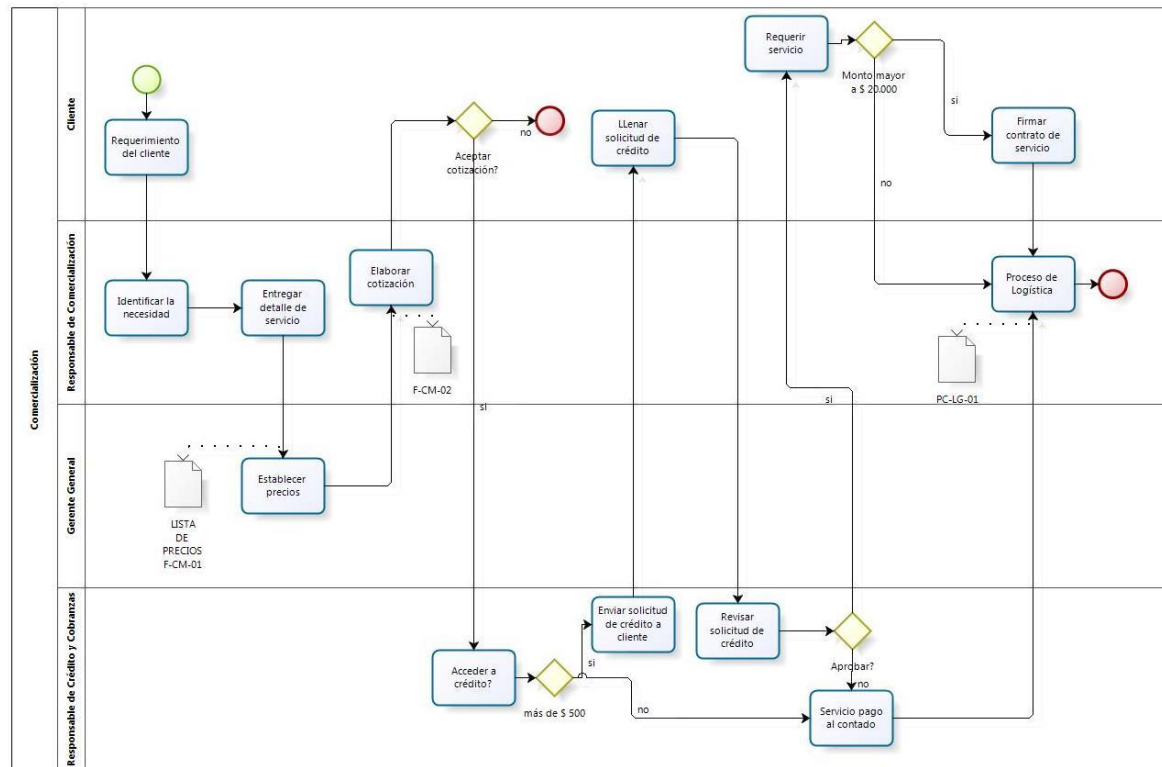 Comercialización
Cliente
Requerimiento
del cliente
Aceptar
cotización?
no
LLenar
solicitud de
crédito
Requerir
servicio
Monto mayor
a $ 20.000
si
no
Firmar
contrato de
servicio
Responsable de Comercialización
Identificar la
necesidad
Entregar
detalle de
servicio
Elaborar
cotización
F-CM-02
si
Proceso de
Logística
PC-LG-01
si
Gerente General
LISTA
DE
PRECIOS
F-CM-01
Establecer
precios
Responsable de Crédito y Cobranzas
Acceder a
crédito?
más de $ 500
si
no
Enviar solicitud
de crédito a
cliente
Revisar
solicitud de
crédito
Aprobar?
no
Servicio pago
al contado